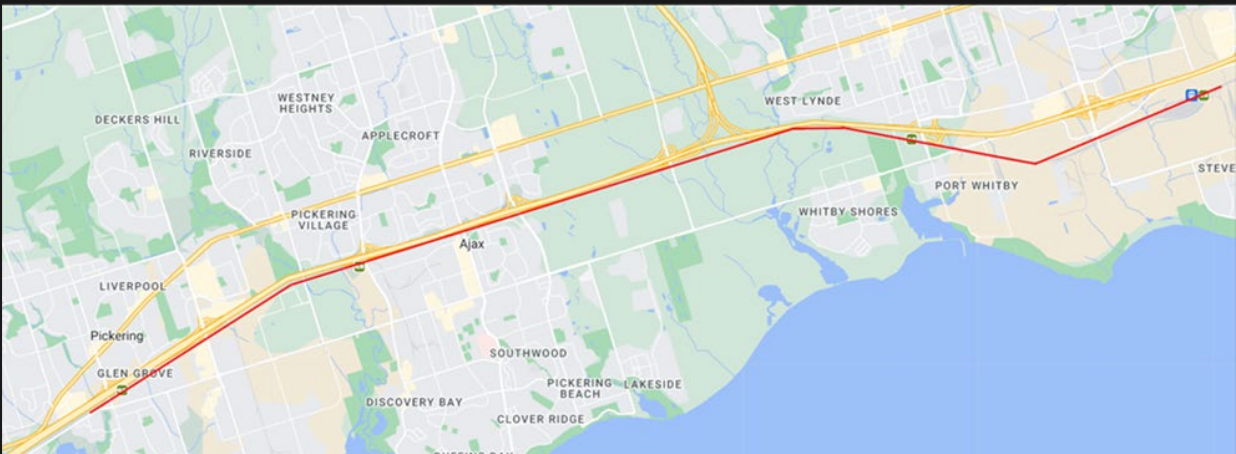 WEST LYNDE
WESTNEY
HEIGHTS
DECKERS HILL
APPLECROFT
RIVERSIDE
STEVE
PORT WHITBY
PICKERING
VILLAGE
WHITBY SHORES
Ajax
LIVERPOOL
Pickering
SOUTHWOOD
GLEN GROVE
PICKERING
BEACH
LAKESIDE
DISCOVERY BAY
CLOVER RIDGE